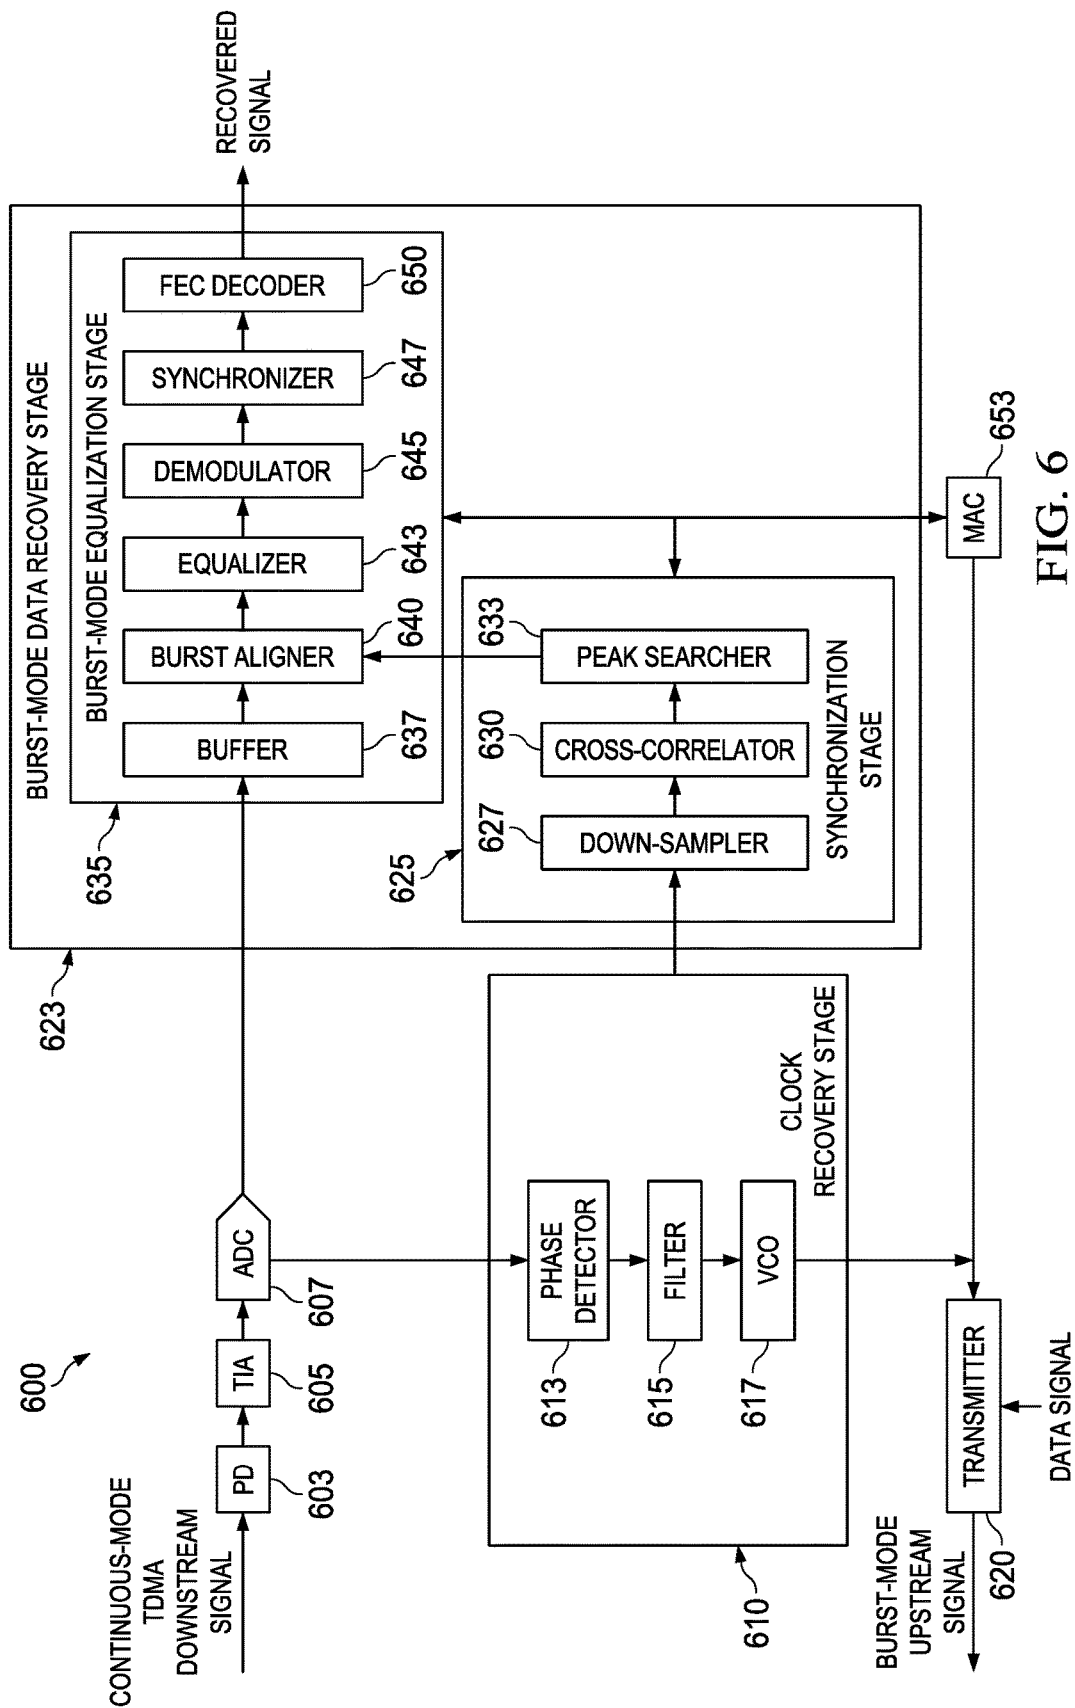 600
CONTINUOUS-MODE
TDMA
DOWNSTREAM
SIGNAL
PD
603
TIA
605
ADC
607
623
BURST-MODE DATA RECOVERY STAGE
635
BURST-MODE EQUALIZATION STAGE
BUFFER
637
BURST ALIGNER
640
EQUALIZER
643
DEMODULATOR
645
SYNCHRONIZER
647
FEC DECODER
650
RECOVERED
SIGNAL
610
PHASE
DETECTOR
613
FILTER
615
VCO
617
CLOCK
RECOVERY STAGE
625
627
DOWN-SAMPLER
630
CROSS-CORRELATOR
633
PEAK SEARCHER
SYNCHRONIZATION
STAGE
BURST-MODE
UPSTREAM
SIGNAL
620
TRANSMITTER
DATA SIGNAL
MAC
653
FIG. 6